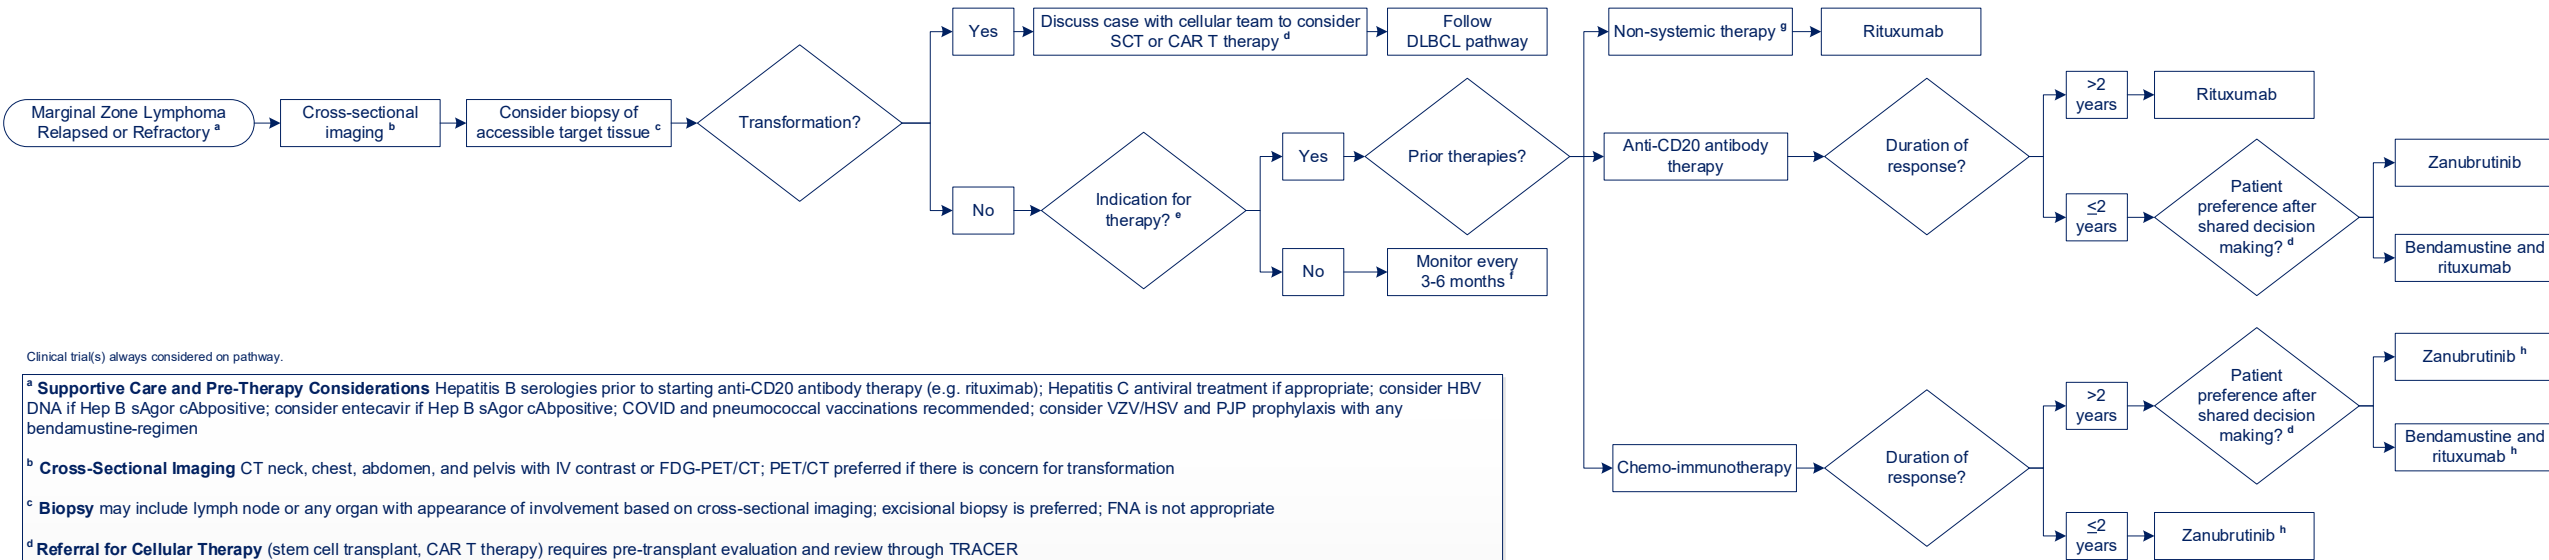 Marginal Zone Lymphoma
Relapsed or Refractory a
Cross-sectional
imaging b
Consider biopsy of
accessible target tissue c
Transformation?
Yes
Discuss case with cellular team to consider
SCT or CAR T therapy d
Follow
DLBCL pathway
No
Indication for
therapy? e
Yes
Prior therapies?
No
Monitor every
3-6 months f
Non-systemic therapy g
Rituxumab
Anti-CD20 antibody
therapy
Duration of
response?
>2
years
Rituxumab
≤2
years
Patient
preference after
shared decision
making? d
Zanubrutinib
Bendamustine and
rituxumab
Chemo-immunotherapy
Duration of
response?
>2
years
Patient
preference after
shared decision
making? d
Zanubrutinib h
Bendamustine and
rituxumab h
≤2
years
Zanubrutinib h
Clinical trial(s) always considered on pathway.
a Supportive Care and Pre-Therapy Considerations Hepatitis B serologies prior to starting anti-CD20 antibody therapy (e.g. rituximab); Hepatitis C antiviral treatment if appropriate; consider HBV
DNA if Hep B sAgor cAbpositive; consider entecavir if Hep B sAgor cAbpositive; COVID and pneumococcal vaccinations recommended; consider VZV/HSV and PJP prophylaxis with any
bendamustine-regimen
b Cross-Sectional Imaging CT neck, chest, abdomen, and pelvis with IV contrast or FDG-PET/CT; PET/CT preferred if there is concern for transformation
c Biopsy may include lymph node or any organ with appearance of involvement based on cross-sectional imaging; excisional biopsy is preferred; FNA is not appropriate
d Referral for Cellular Therapy (stem cell transplant, CAR T therapy) requires pre-transplant evaluation and review through TRACER